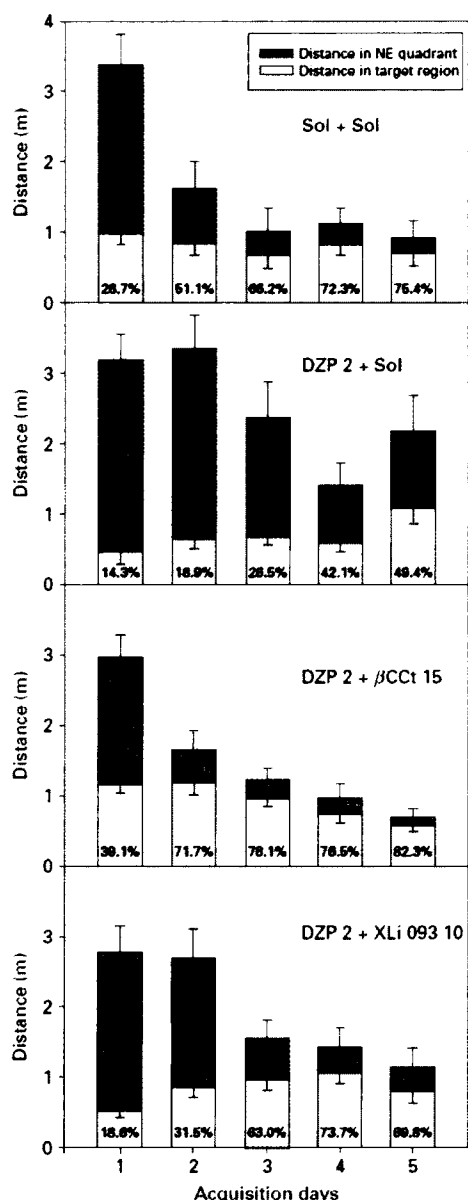 Distance in NE quadrant
Distance in target region
Sol + Sol
Distance (m)
4
3
2
1
0
28.7% 51.1% 66.2% 72.3% 75.4%
DZP 2 + Sol
Distance (m)
3
2
1
0
14.3% 18.9% 28.5% 42.1% 49.4%
DZP 2 + βCCt 15
Distance (m)
3
2
1
0
39.1% 71.7% 78.1% 76.5% 82.3%
DZP 2 + XLi 093 10
Distance (m)
3
2
1
0
18.6% 31.5% 63.0% 73.7% 69.8%
1 2 3 4 5
Acquisition days